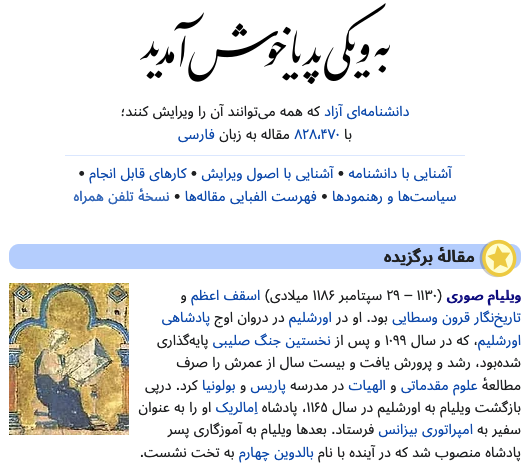 به ویکی‌پدیا خوش آمدید
دانشنامه‌ای آزاد که همه می‌توانند آن را ویرایش کنند؛
با ۸۲۸٬۴۷۰ مقاله به زبان فارسی
آشنایی با دانشنامه • آشنایی با اصول ویرایش • کارهای قابل انجام •
سیاست‌ها و رهنمودها • فهرست الفبایی مقاله‌ها • نسخهٔ تلفن همراه
مقالهٔ برگزیده
ویلیام صوری (۱۱۳۰ – ۲۹ سپتامبر ۱۱۸۶ میلادی) اسقف اعظم و
تاریخ‌نگار قرون وسطایی بود. او در اورشلیم در دروان اوج پادشاهی
اورشلیم، که در سال ۱۰۹۹ و پس از نخستین جنگ صلیبی پایه‌گذاری
شده‌بود، رشد و پرورش یافت و بیست سال از عمرش را صرف
مطالعهٔ علوم مقدماتی و الهیات در مدرسه پاریس و بولونیا کرد. درپی
بازگشت ویلیام به اورشلیم در سال ۱۱۶۵، پادشاه اِمالریک او را به عنوان
سفیر به امپراتوری بیزانس فرستاد. بعدها ویلیام به آموزگاری پسر
پادشاه منصوب شد که در آینده با نام بالدوین چهارم به تخت نشست.